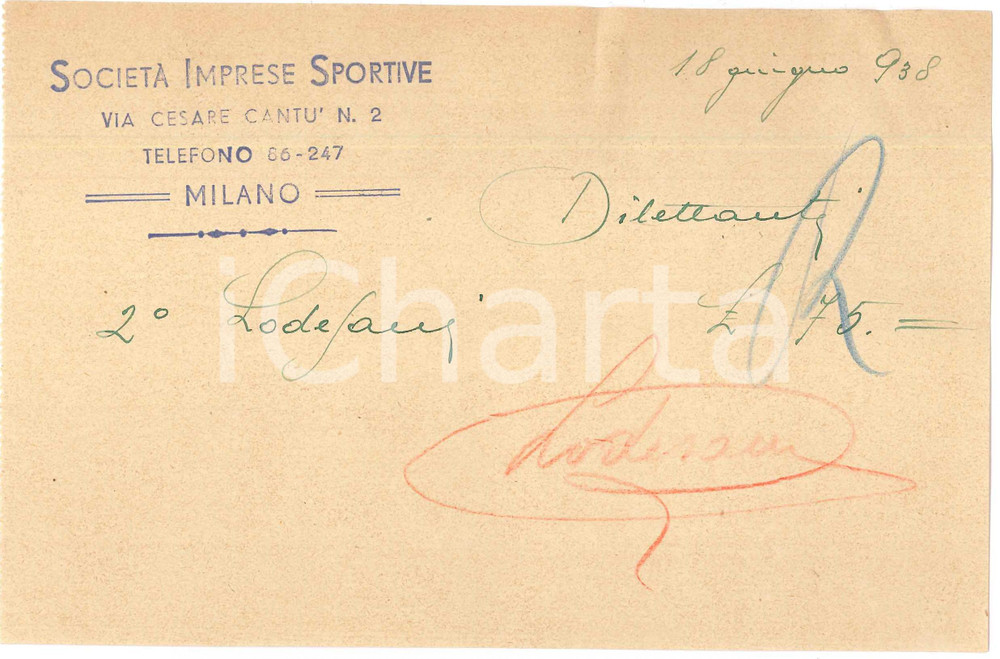 SOCIETÀ IMPRESE SPORTIVE
VIA CESARE CANTU' N. 2
TELEFONO 86-247
MILANO
18 giugno 938
Dilettanti
R
2° Lodesani £ 75.=
Lodesani
iCharta